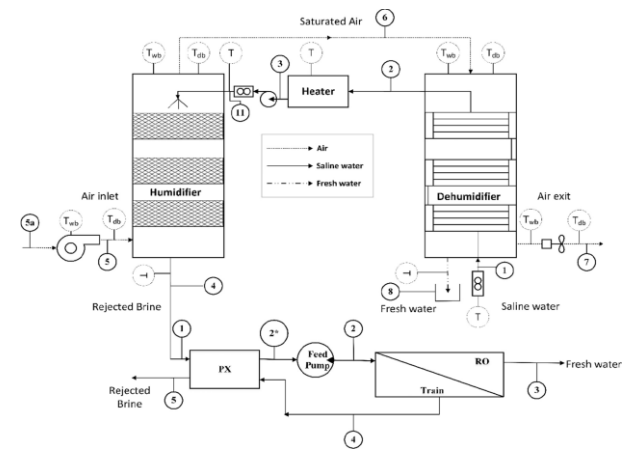 6
Saturated Air
Twb
Tdb
T
T
Twb
Tdb
3
2
Heater
11
Air
Saline water
Fresh water
Humidifier
Dehumidifier
Air inlet
Air exit
5a
Twb
Tdb
Twb
Tdb
5
7
T
4
T
1
8
Rejected Brine
Fresh water
Saline water
T
1
2*
2
PX
Feed
Pump
RO
Train
Fresh water
3
Rejected
Brine
5
4